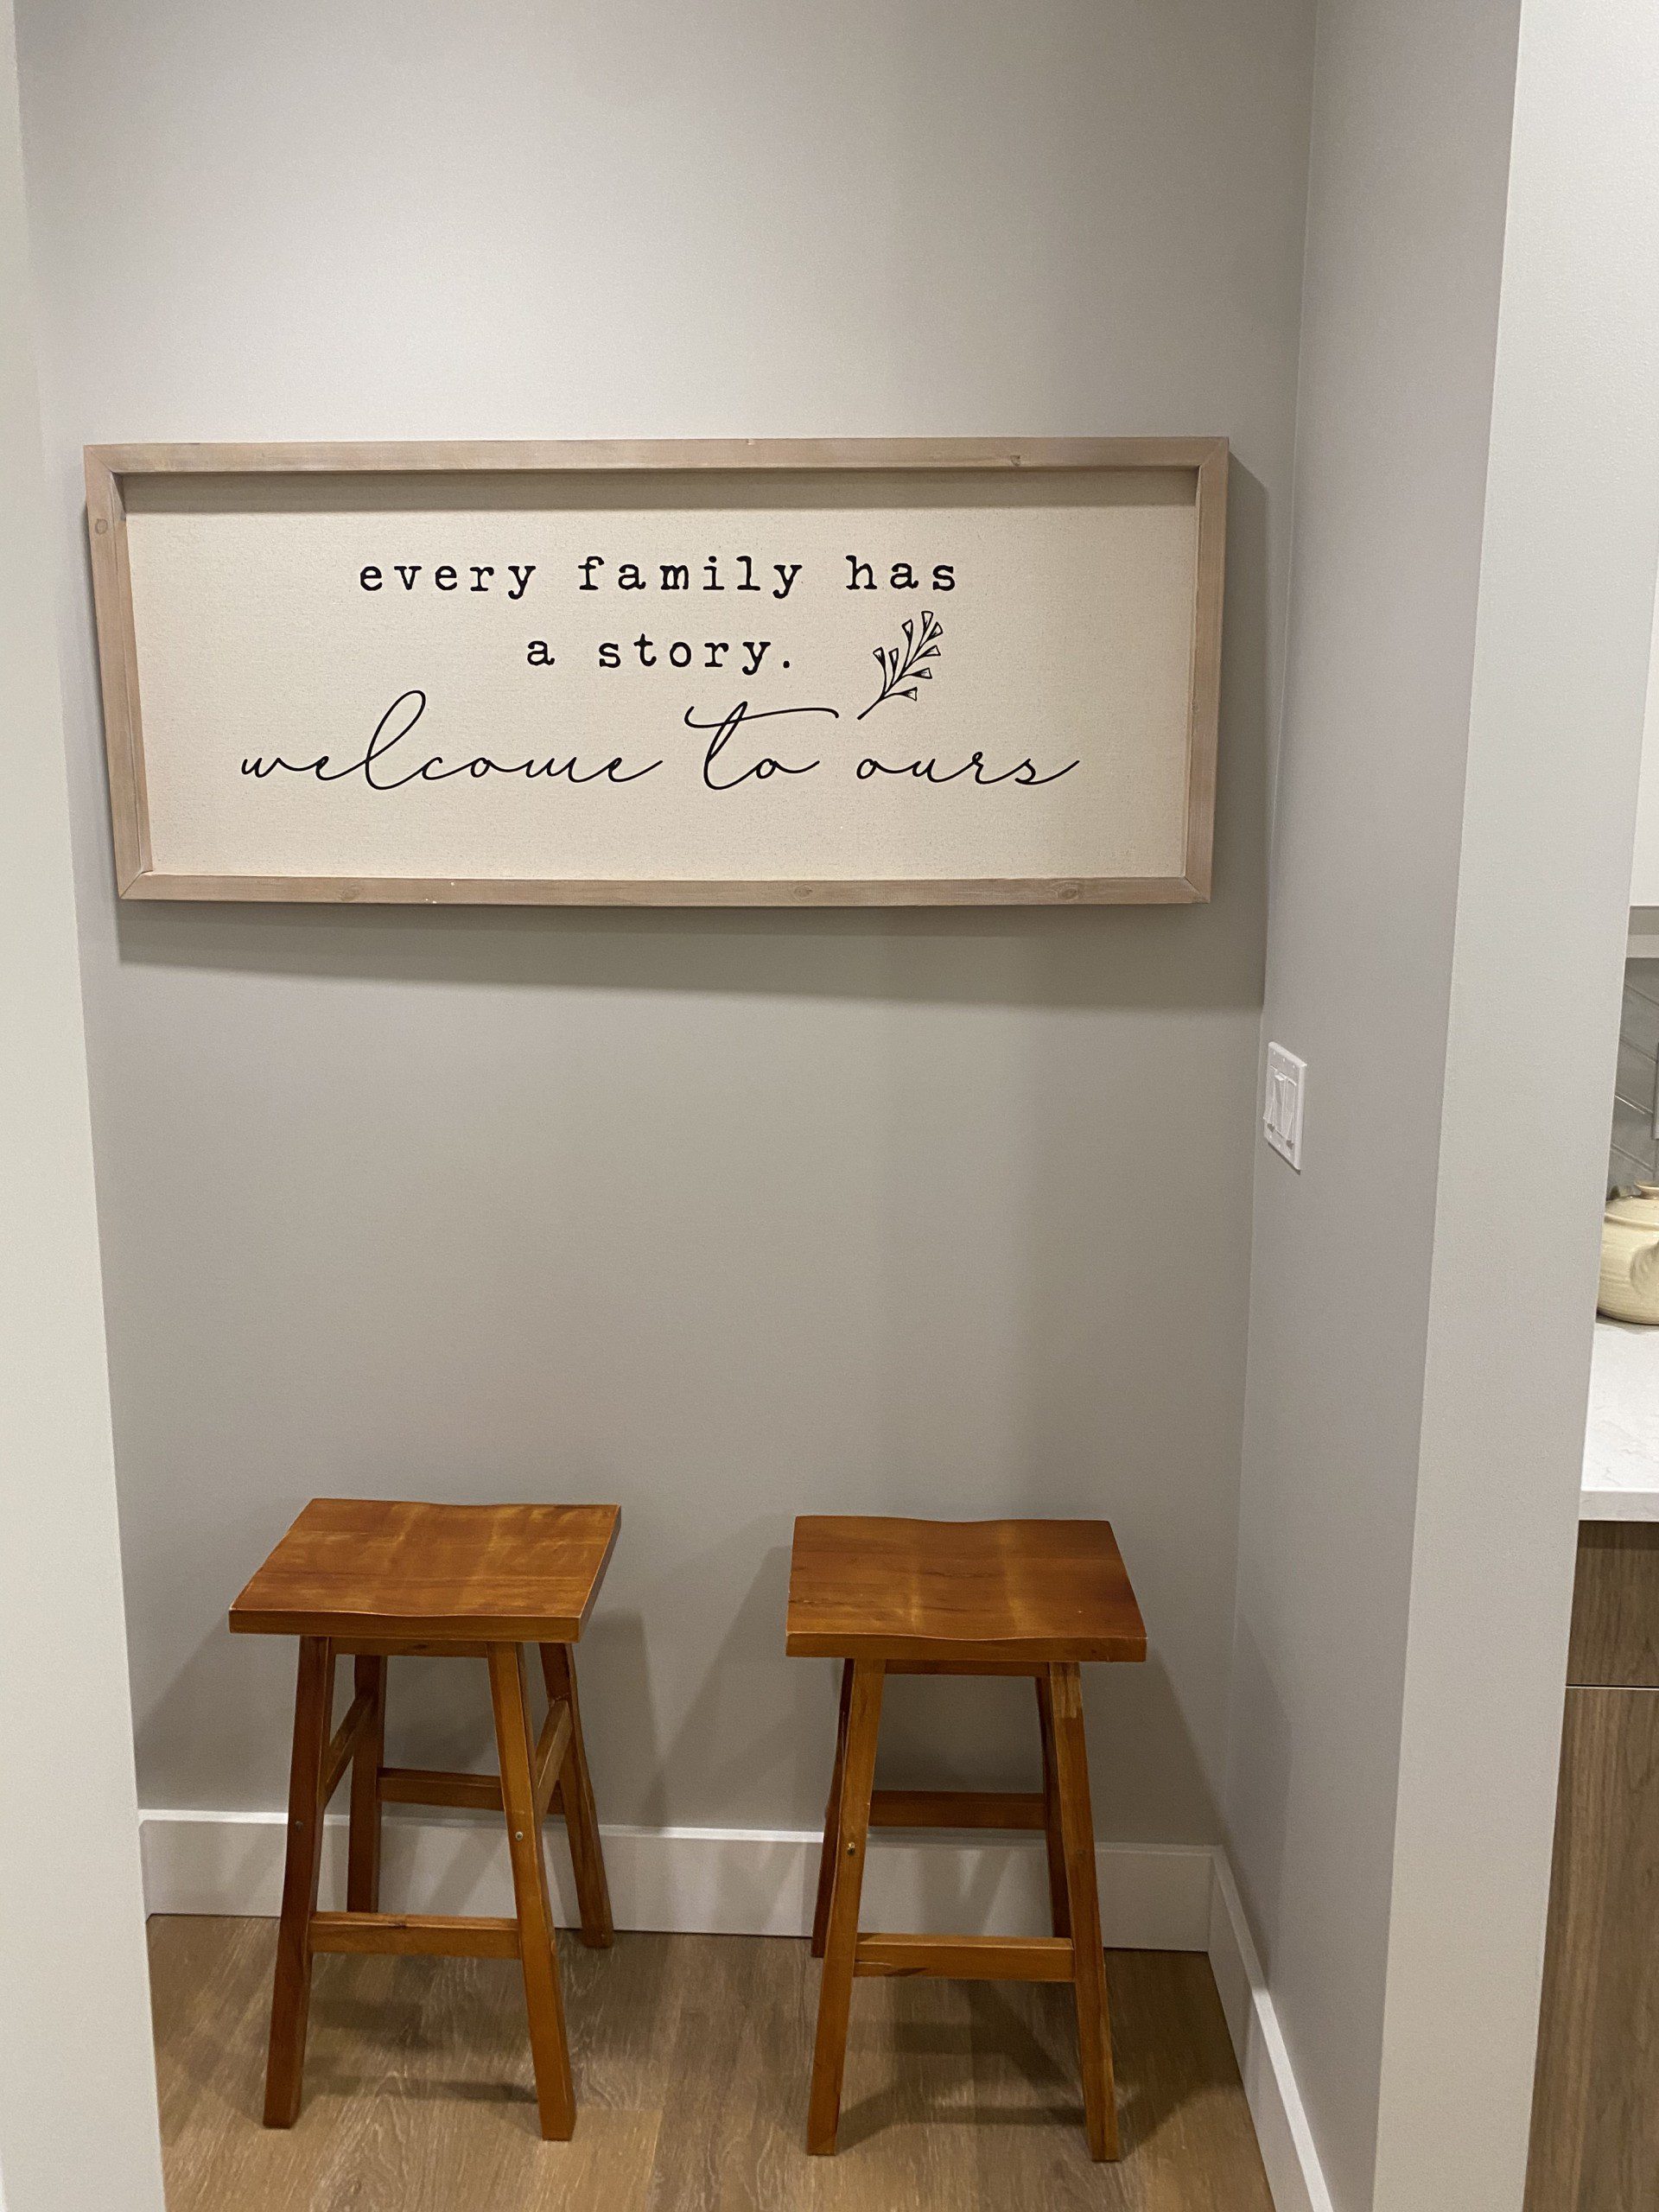 every family has
a story.
welcome to ours